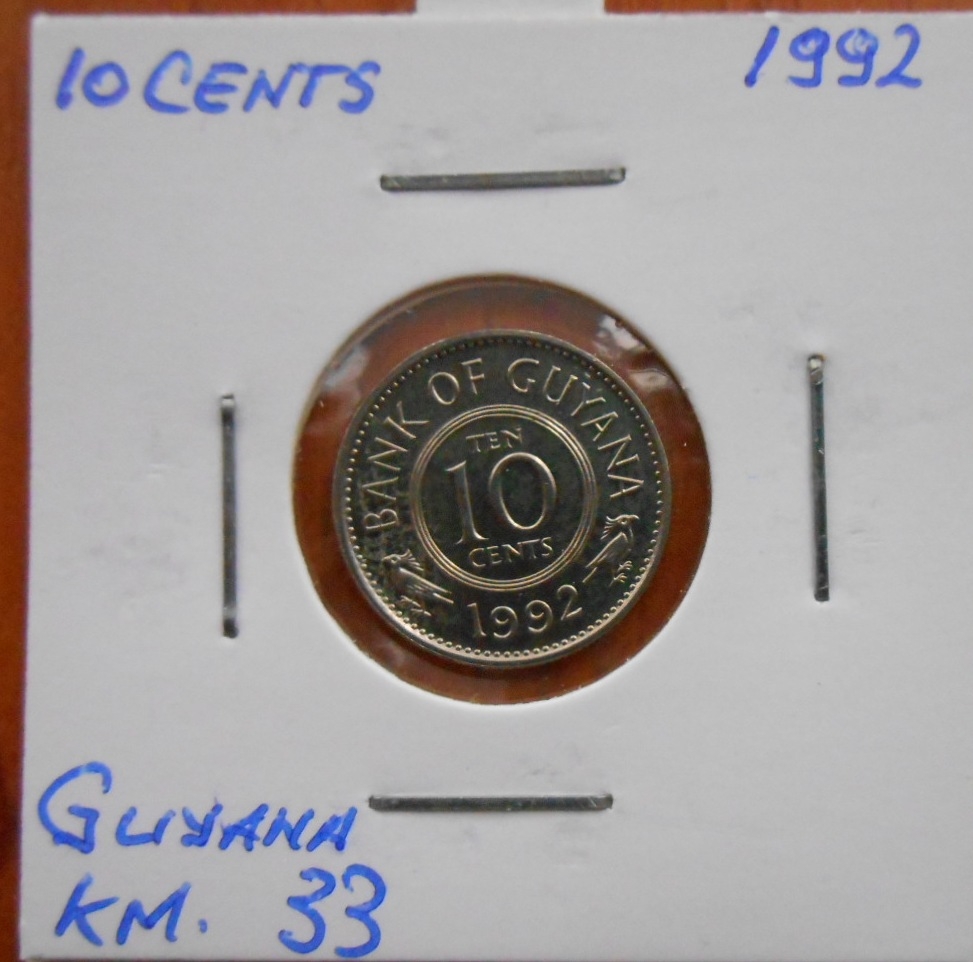 10 CENTS
1992
BANK OF GUYANA
TEN
10
CENTS
1992
GUYANA
KM. 33